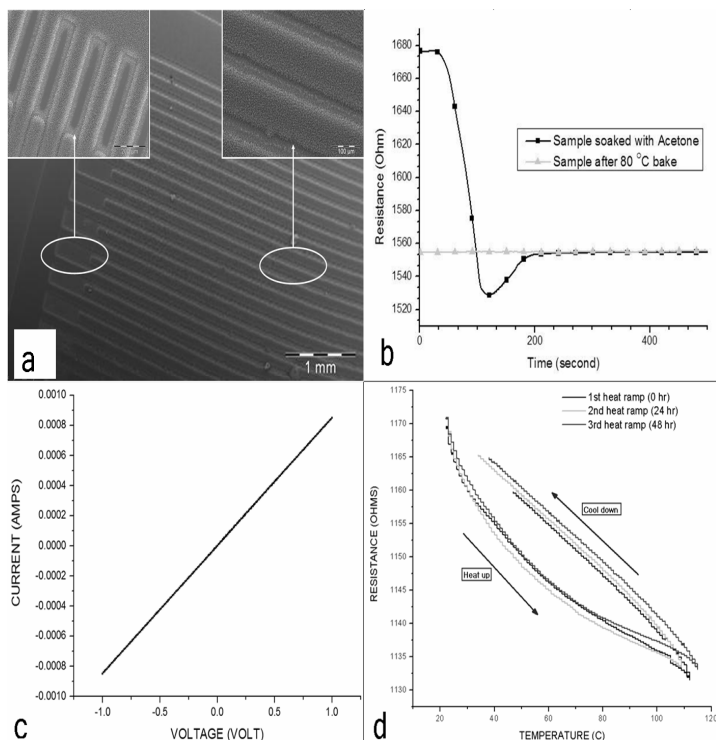 100 µm
1 mm
a
1680
1660
1640
1620
1600
1580
1560
1540
1520
Resistance (Ohm)
Sample soaked with Acetone
Sample after 80 °C bake
0
200
400
Time (second)
b
0.0010
0.0008
0.0006
0.0004
0.0002
0.0000
-0.0002
-0.0004
-0.0006
-0.0008
-0.0010
CURRENT (AMPS)
-1.0
-0.5
0.0
0.5
1.0
VOLTAGE (VOLT)
c
1175
1170
1165
1160
1155
1150
1145
1140
1135
1130
RESISTANCE (OHMS)
1st heat ramp (0 hr)
2nd heat ramp (24 hr)
3rd heat ramp (48 hr)
Cool down
Heat up
20
40
60
80
100
120
TEMPERATURE (C)
d